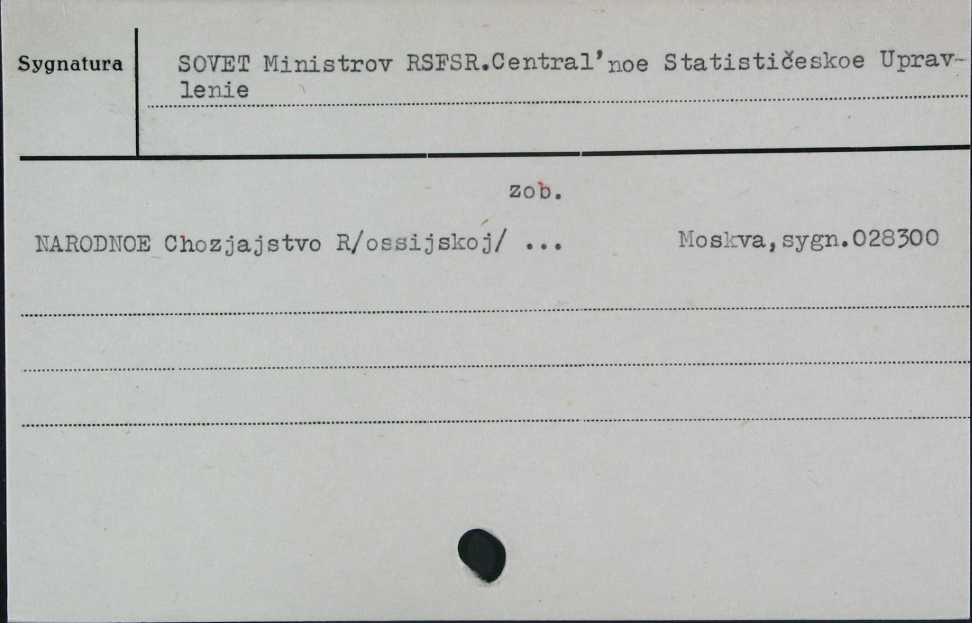 Sygnatura
SOVET Ministrov RSFSR.Central'noe Statističeskoe Uprav-
lenie
zob.
NARODNOE Chozjajstvo R/ossijskoj/ ... Moskva,sygn.028300